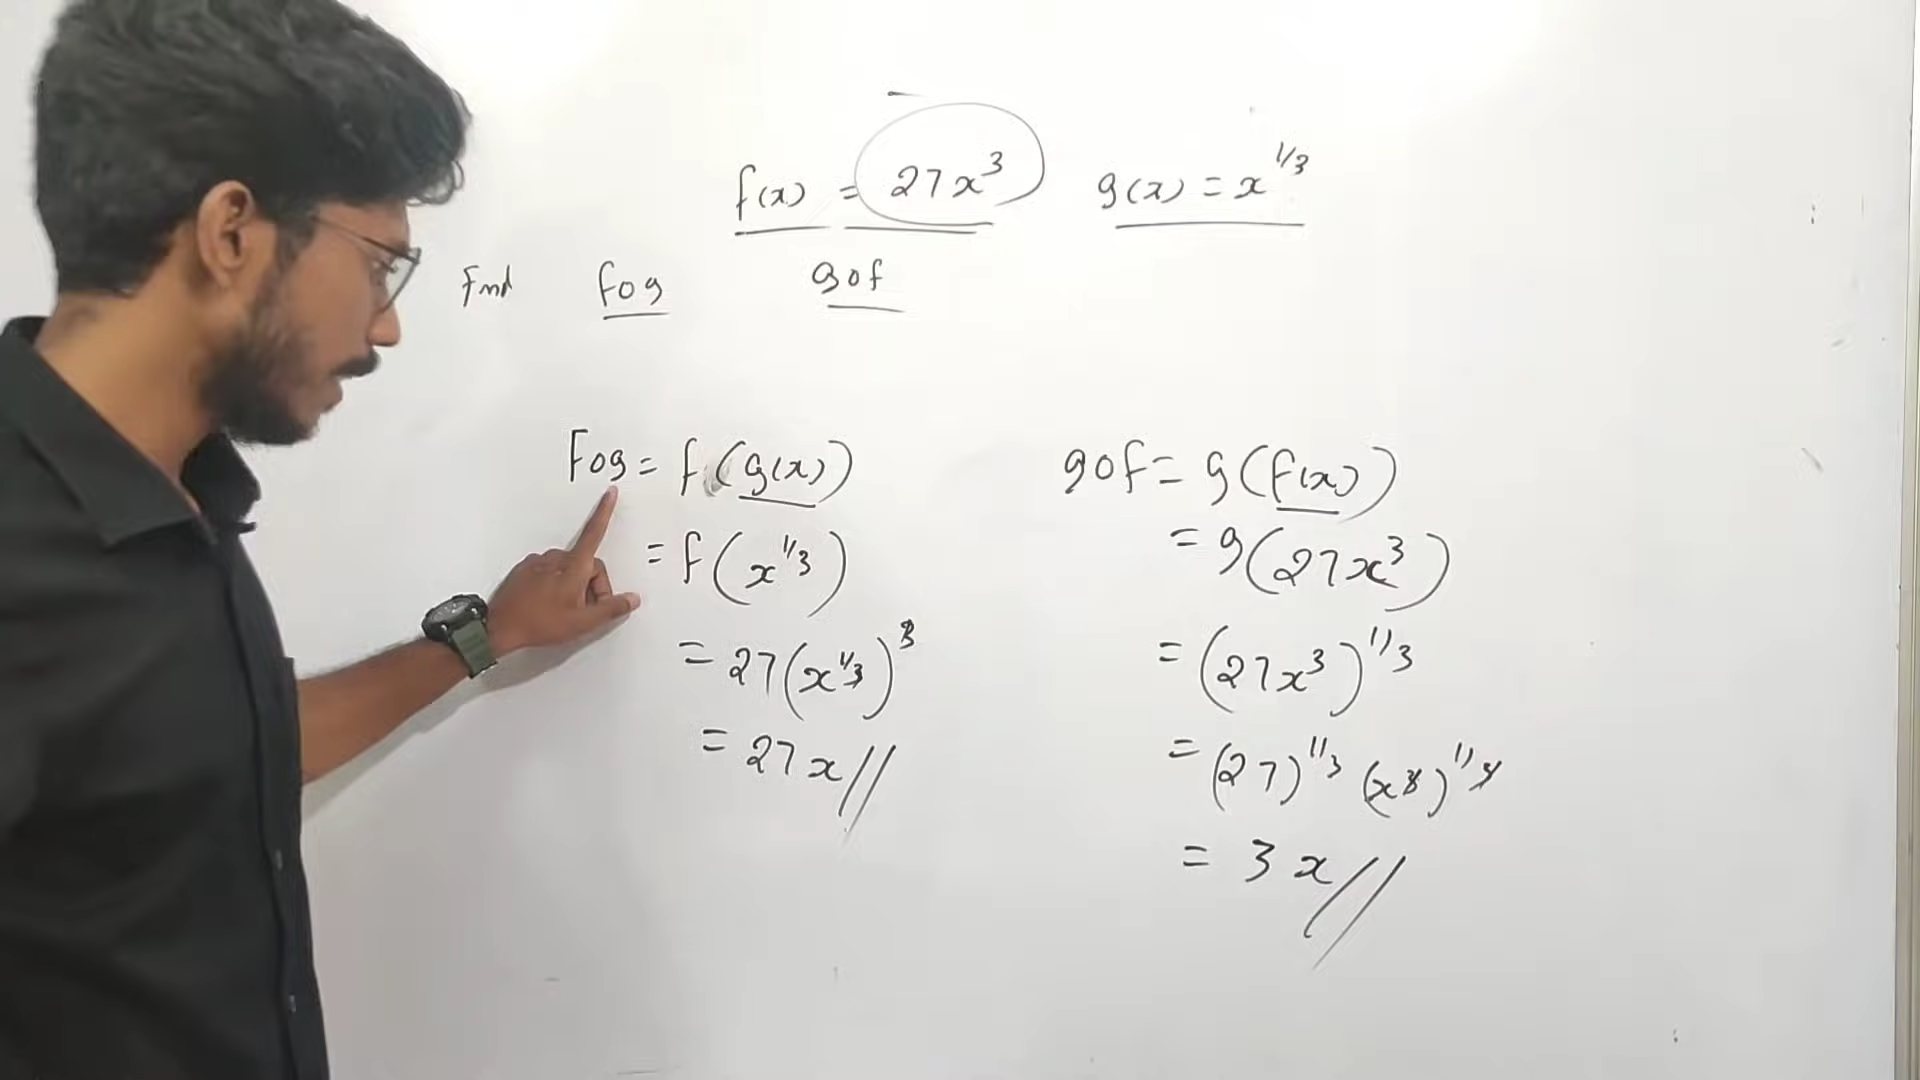 f(x) = 27x³ g(x) = x^1/3
Find fog gof
Fog = f(g(x))
= f(x^1/3)
= 27(x^1/3)³
= 27x//
gof = g(f(x))
= g(27x³)
= (27x³)^1/3
= (27)^1/3 (x³)^1/3
= 3x//